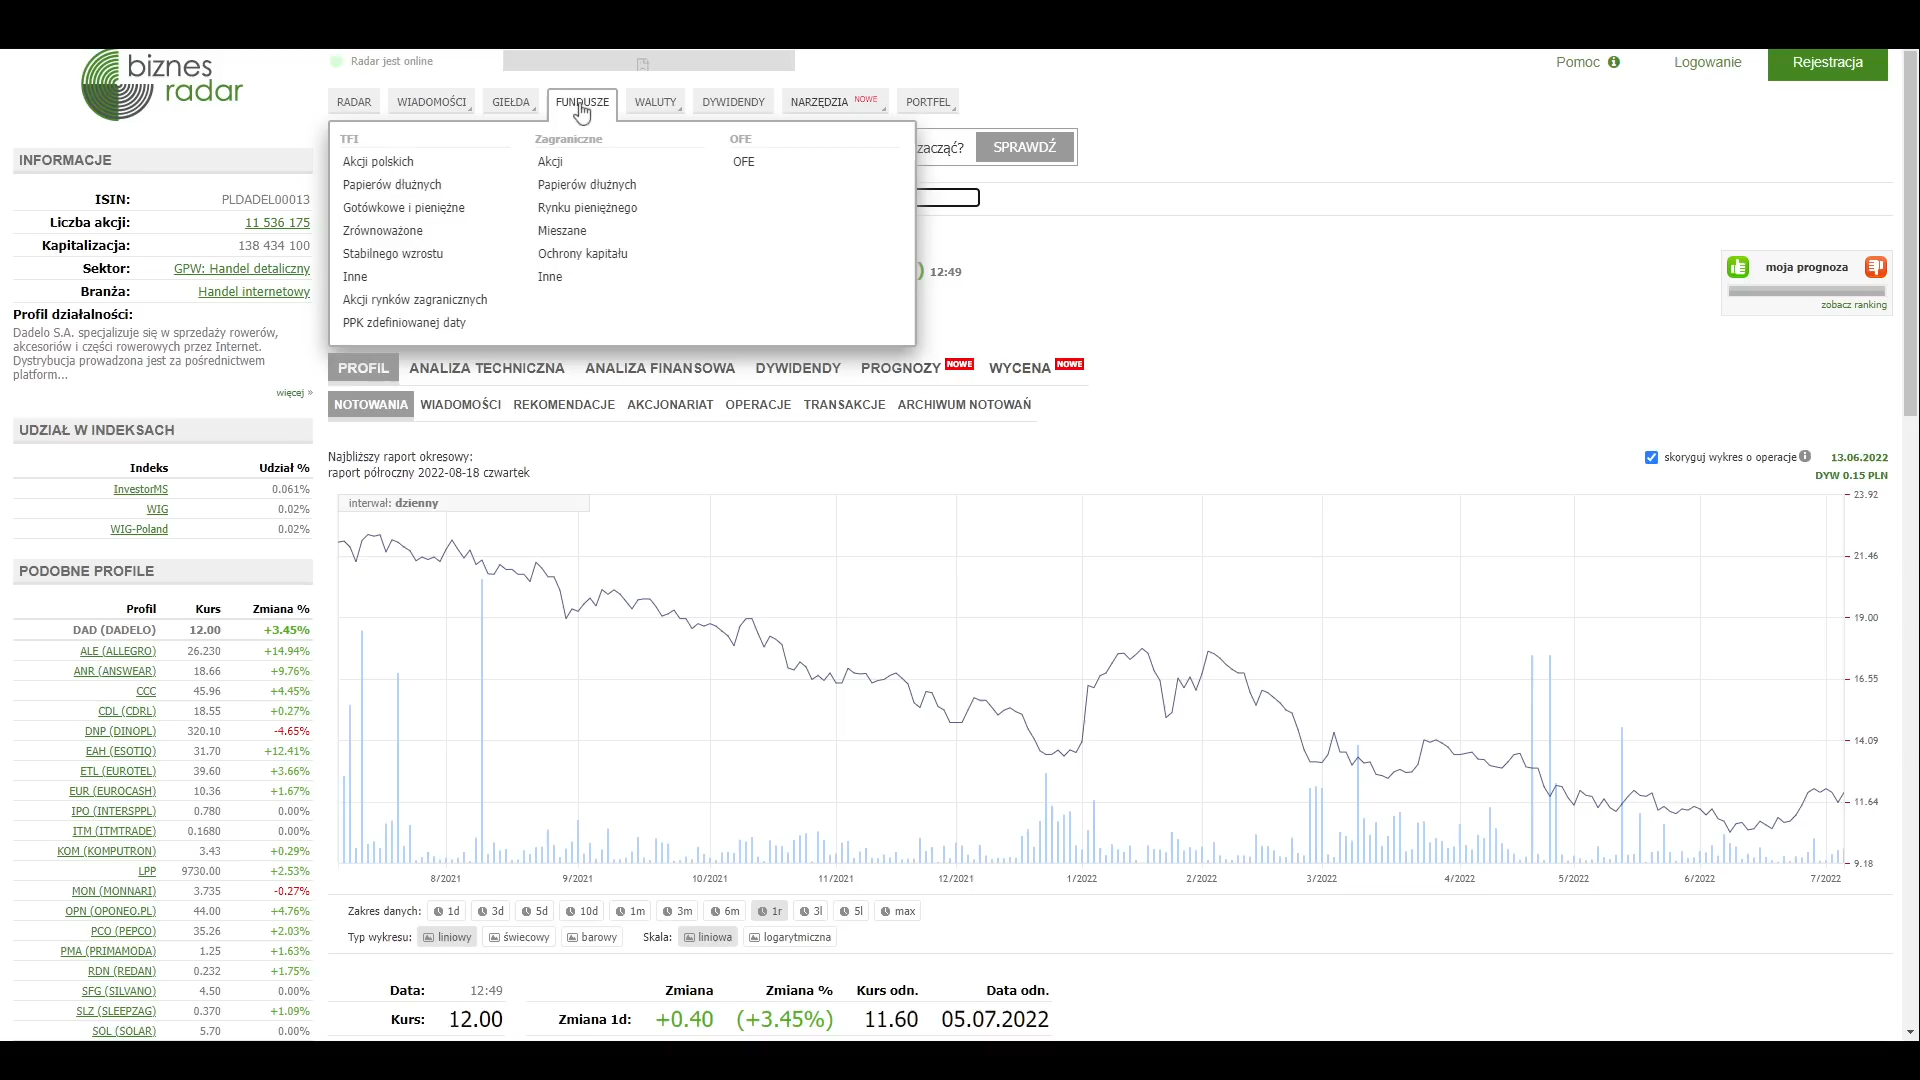 biznes
radar
Radar jest online
Pomoc
Logowanie
Rejestracja
RADAR
WIADOMOŚCI
GIEŁDA
FUNDUSZE
WALUTY
DYWIDENDY
NARZĘDZIA NOWE
PORTFEL
TFI
Akcji polskich
Papierów dłużnych
Gotówkowe i pieniężne
Zrównoważone
Stabilnego wzrostu
Inne
Akcji rynków zagranicznych
PPK zdefiniowanej daty
Zagraniczne
Akcji
Papierów dłużnych
Rynku pieniężnego
Mieszane
Ochrony kapitału
Inne
OFE
OFE
zacząć?
SPRAWDŹ
) 12:49
moja prognoza
zobacz ranking
INFORMACJE
ISIN: PLDADEL00013
Liczba akcji: 11 536 175
Kapitalizacja: 138 434 100
Sektor: GPW: Handel detaliczny
Branża: Handel internetowy
Profil działalności:
Dadelo S.A. specjalizuje się w sprzedaży rowerów,
akcesoriów i części rowerowych przez Internet.
Dystrybucja prowadzona jest za pośrednictwem
platform...
więcej »
UDZIAŁ W INDEKSACH
Indeks Udział %
InvestorMS 0.061%
WIG 0.02%
WIG-Poland 0.02%
PODOBNE PROFILE
Profil Kurs Zmiana %
DAD (DADELO) 12.00 +3.45%
ALE (ALLEGRO) 26.230 +14.94%
ANR (ANSWEAR) 18.66 +9.76%
CCC 45.96 +4.45%
CDL (CDRL) 18.55 +0.27%
DNP (DINOPL) 320.10 -4.65%
EAH (ESOTIQ) 31.70 +12.41%
ETL (EUROTEL) 39.60 +3.66%
EUR (EUROCASH) 10.36 +1.67%
IPO (INTERSPPL) 0.780 0.00%
ITM (ITMTRADE) 0.1680 0.00%
KOM (KOMPUTRON) 3.43 +0.29%
LPP 9730.00 +2.53%
MON (MONNARI) 3.735 -0.27%
OPN (OPONEO.PL) 44.00 +4.76%
PCO (PEPCO) 35.26 +2.03%
PMA (PRIMAMODA) 1.25 +1.63%
RDN (REDAN) 0.232 +1.75%
SFG (SILVANO) 4.50 0.00%
SLZ (SLEEPZAG) 0.370 +1.09%
SOL (SOLAR) 5.70 0.00%
PROFIL
ANALIZA TECHNICZNA
ANALIZA FINANSOWA
DYWIDENDY
PROGNOZY NOWE
WYCENA NOWE
NOTOWANIA
WIADOMOŚCI
REKOMENDACJE
AKCJONARIAT
OPERACJE
TRANSAKCJE
ARCHIWUM NOTOWAŃ
Najbliższy raport okresowy:
raport półroczny 2022-08-18 czwartek
skoryguj wykres o operacje
13.06.2022
DYW 0.15 PLN
interwał: dzienny
23.92
21.46
19.00
16.55
14.09
11.64
9.18
8/2021 9/2021 10/2021 11/2021 12/2021 1/2022 2/2022 3/2022 4/2022 5/2022 6/2022 7/2022
Zakres danych: 1d 3d 5d 10d 1m 3m 6m 1r 3l 5l max
Typ wykresu: liniowy świecowy barowy Skala: liniowa logarytmiczna
Data: 12:49
Kurs: 12.00
Zmiana Zmiana % Kurs odn. Data odn.
Zmiana 1d: +0.40 (+3.45%) 11.60 05.07.2022